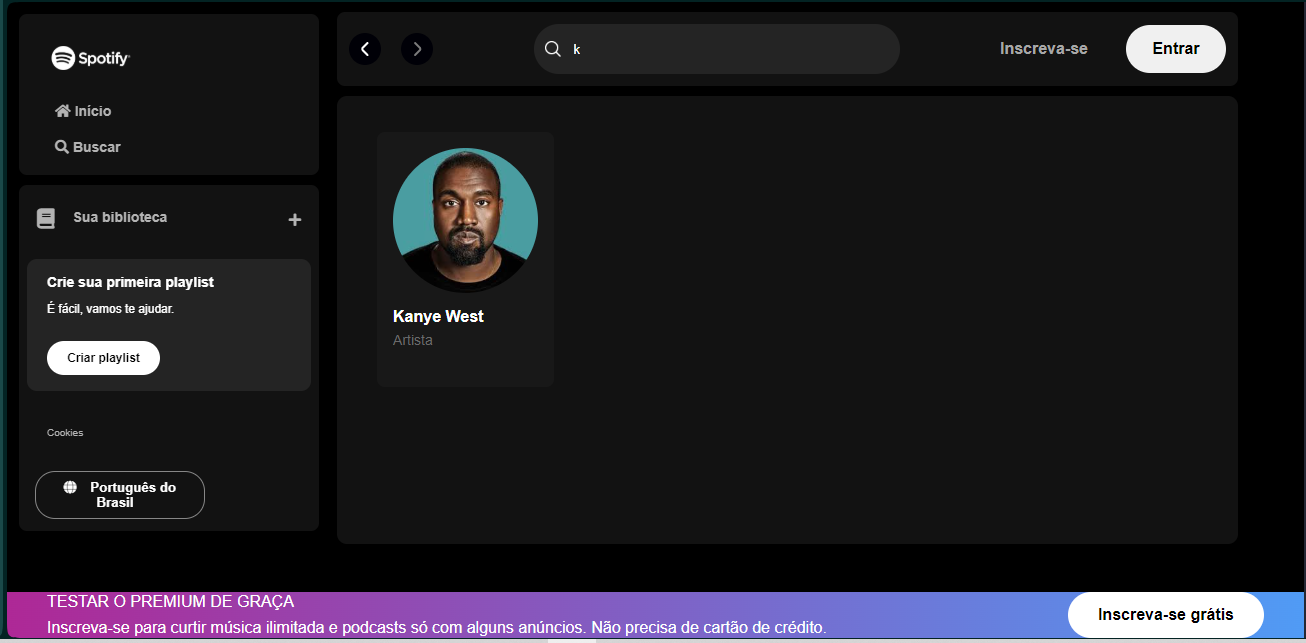 Spotify
Início
Buscar
Sua biblioteca
Crie sua primeira playlist
É fácil, vamos te ajudar.
Criar playlist
Cookies
Português do
Brasil
k
Inscreva-se
Entrar
Kanye West
Artista
TESTAR O PREMIUM DE GRAÇA
Inscreva-se para curtir música ilimitada e podcasts só com alguns anúncios. Não precisa de cartão de crédito.
Inscreva-se grátis